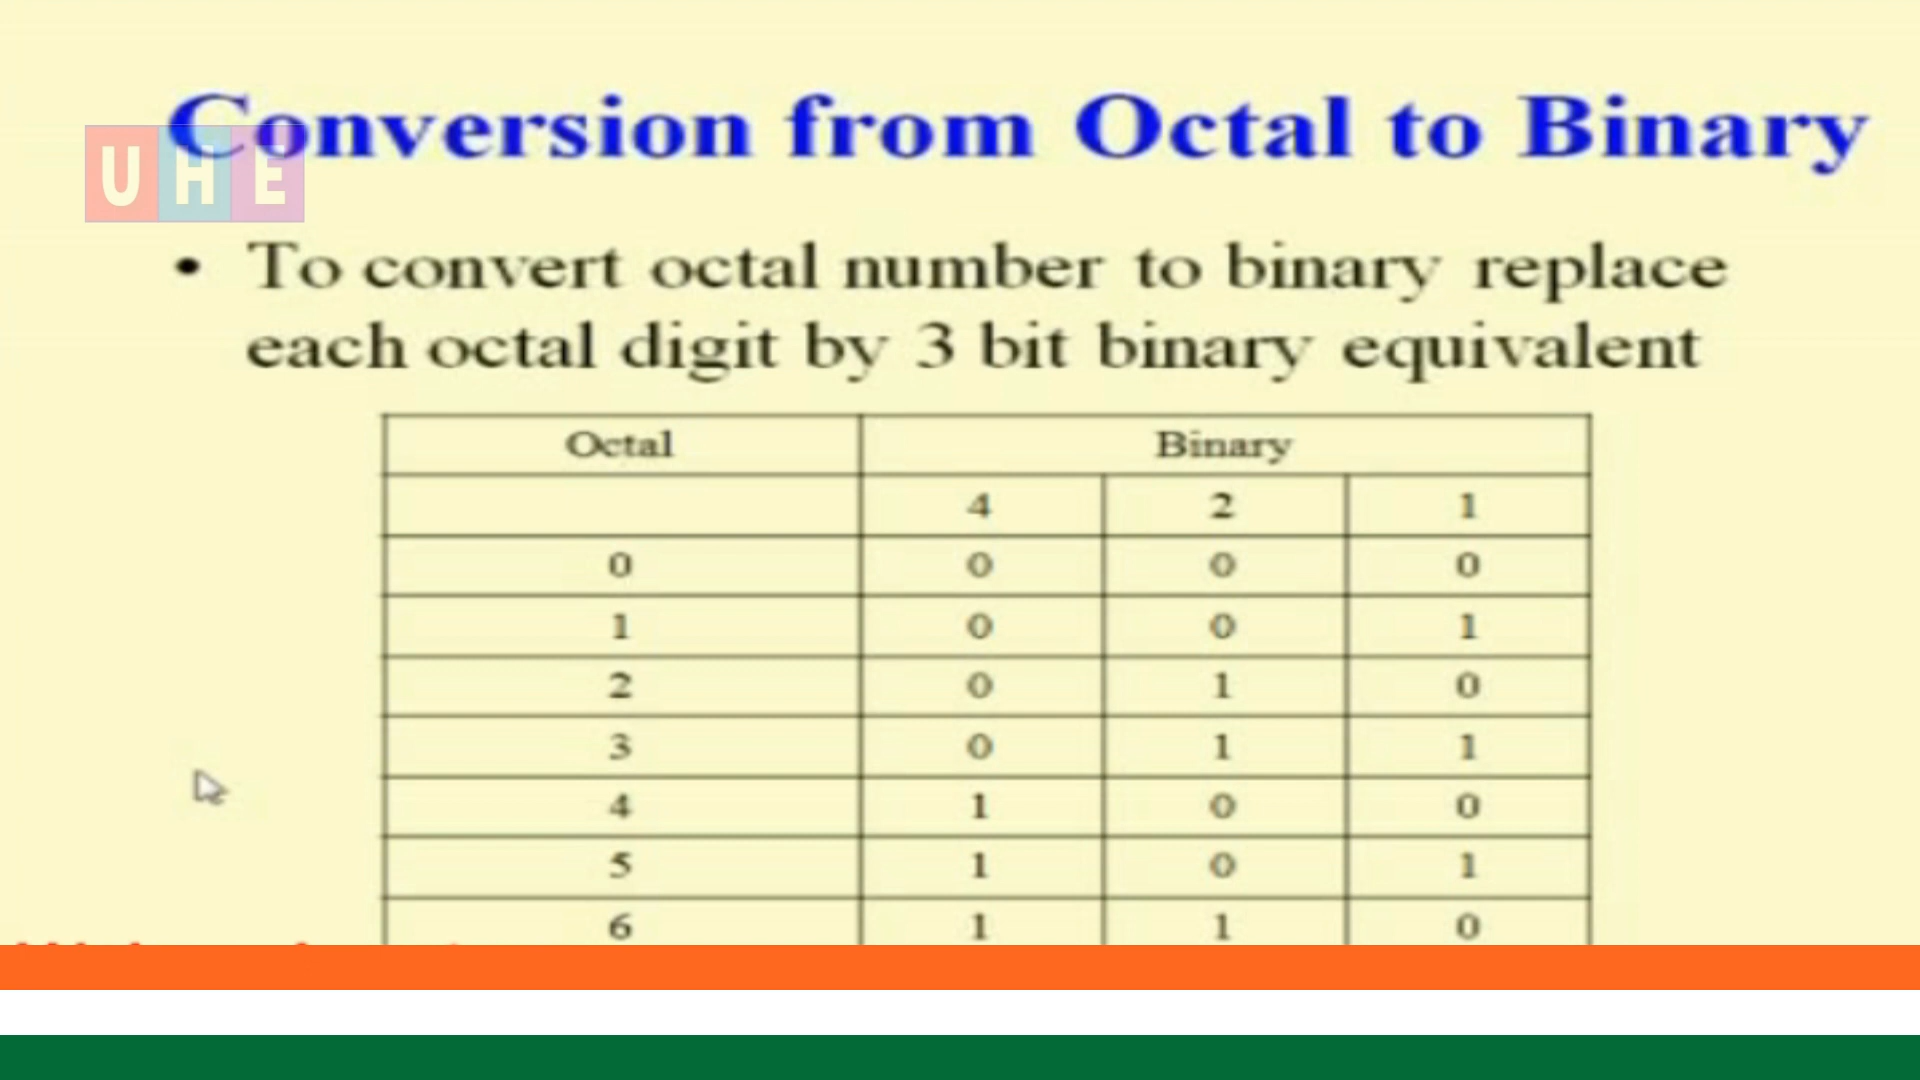 Conversion from Octal to Binary
UHE
• To convert octal number to binary replace
each octal digit by 3 bit binary equivalent
Octal Binary
4 2 1
0 0 0 0
1 0 0 1
2 0 1 0
3 0 1 1
4 1 0 0
5 1 0 1
6 1 1 0